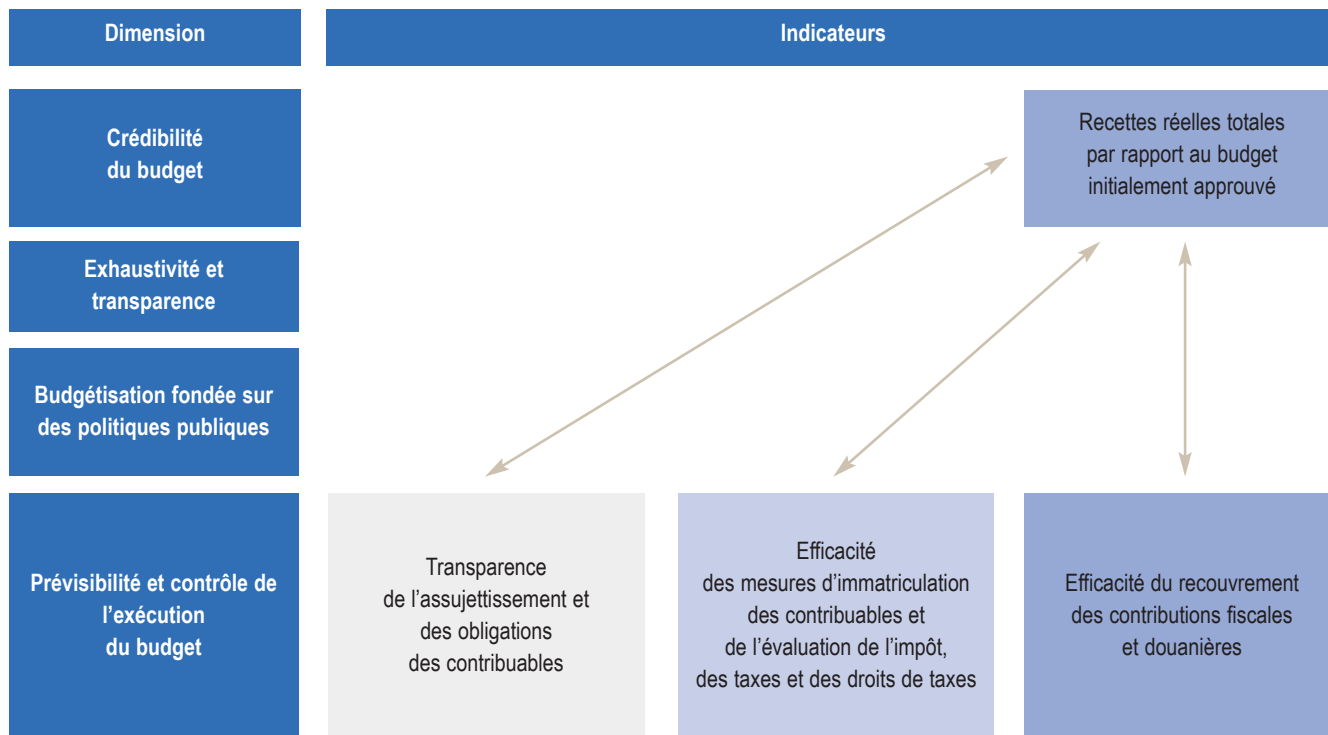 Dimension
Indicateurs
Crédibilité
du budget
Recettes réelles totales
par rapport au budget
initialement approuvé
Exhaustivité et
transparence
Budgétisation fondée sur
des politiques publiques
Prévisibilité et contrôle de
l’exécution
du budget
Transparence
de l’assujettissement et
des obligations
des contribuables
Efficacité
des mesures d’immatriculation
des contribuables et
de l’évaluation de l’impôt,
des taxes et des droits de taxes
Efficacité du recouvrement
des contributions fiscales
et douanières